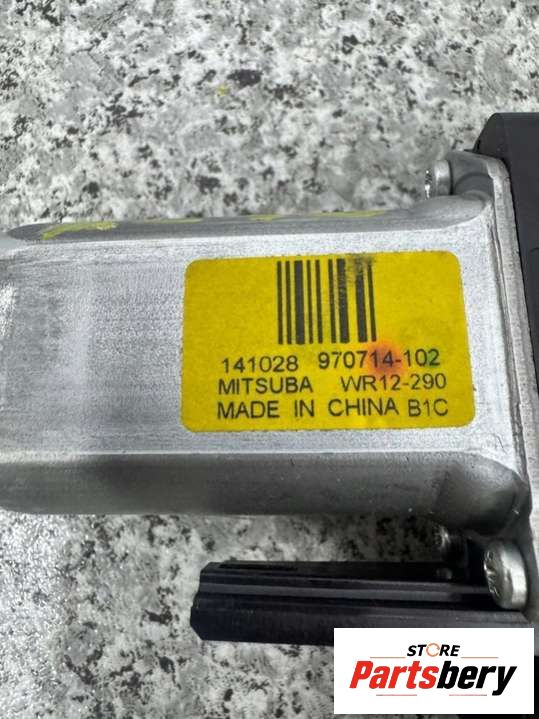 141028 970714-102
MITSUBA WR12-290
MADE IN CHINA B1C
STORE
Partsbery